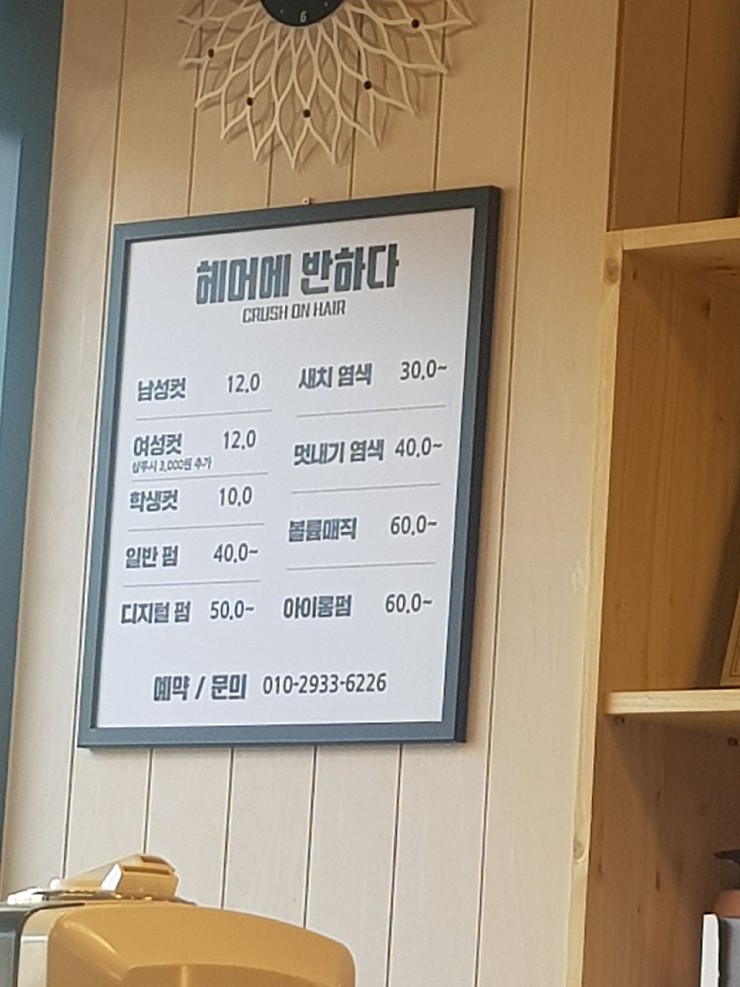 6
헤어에 반하다
CRUSH ON HAIR
남성컷 12.0
여성컷 12.0
샴푸시 3,000원 추가
학생컷 10.0
일반 펌 40.0~
디지털 펌 50.0~
새치 염색 30.0~
멋내기 염색 40.0~
볼륨매직 60.0~
아이롱펌 60.0~
예약 / 문의 010-2933-6226